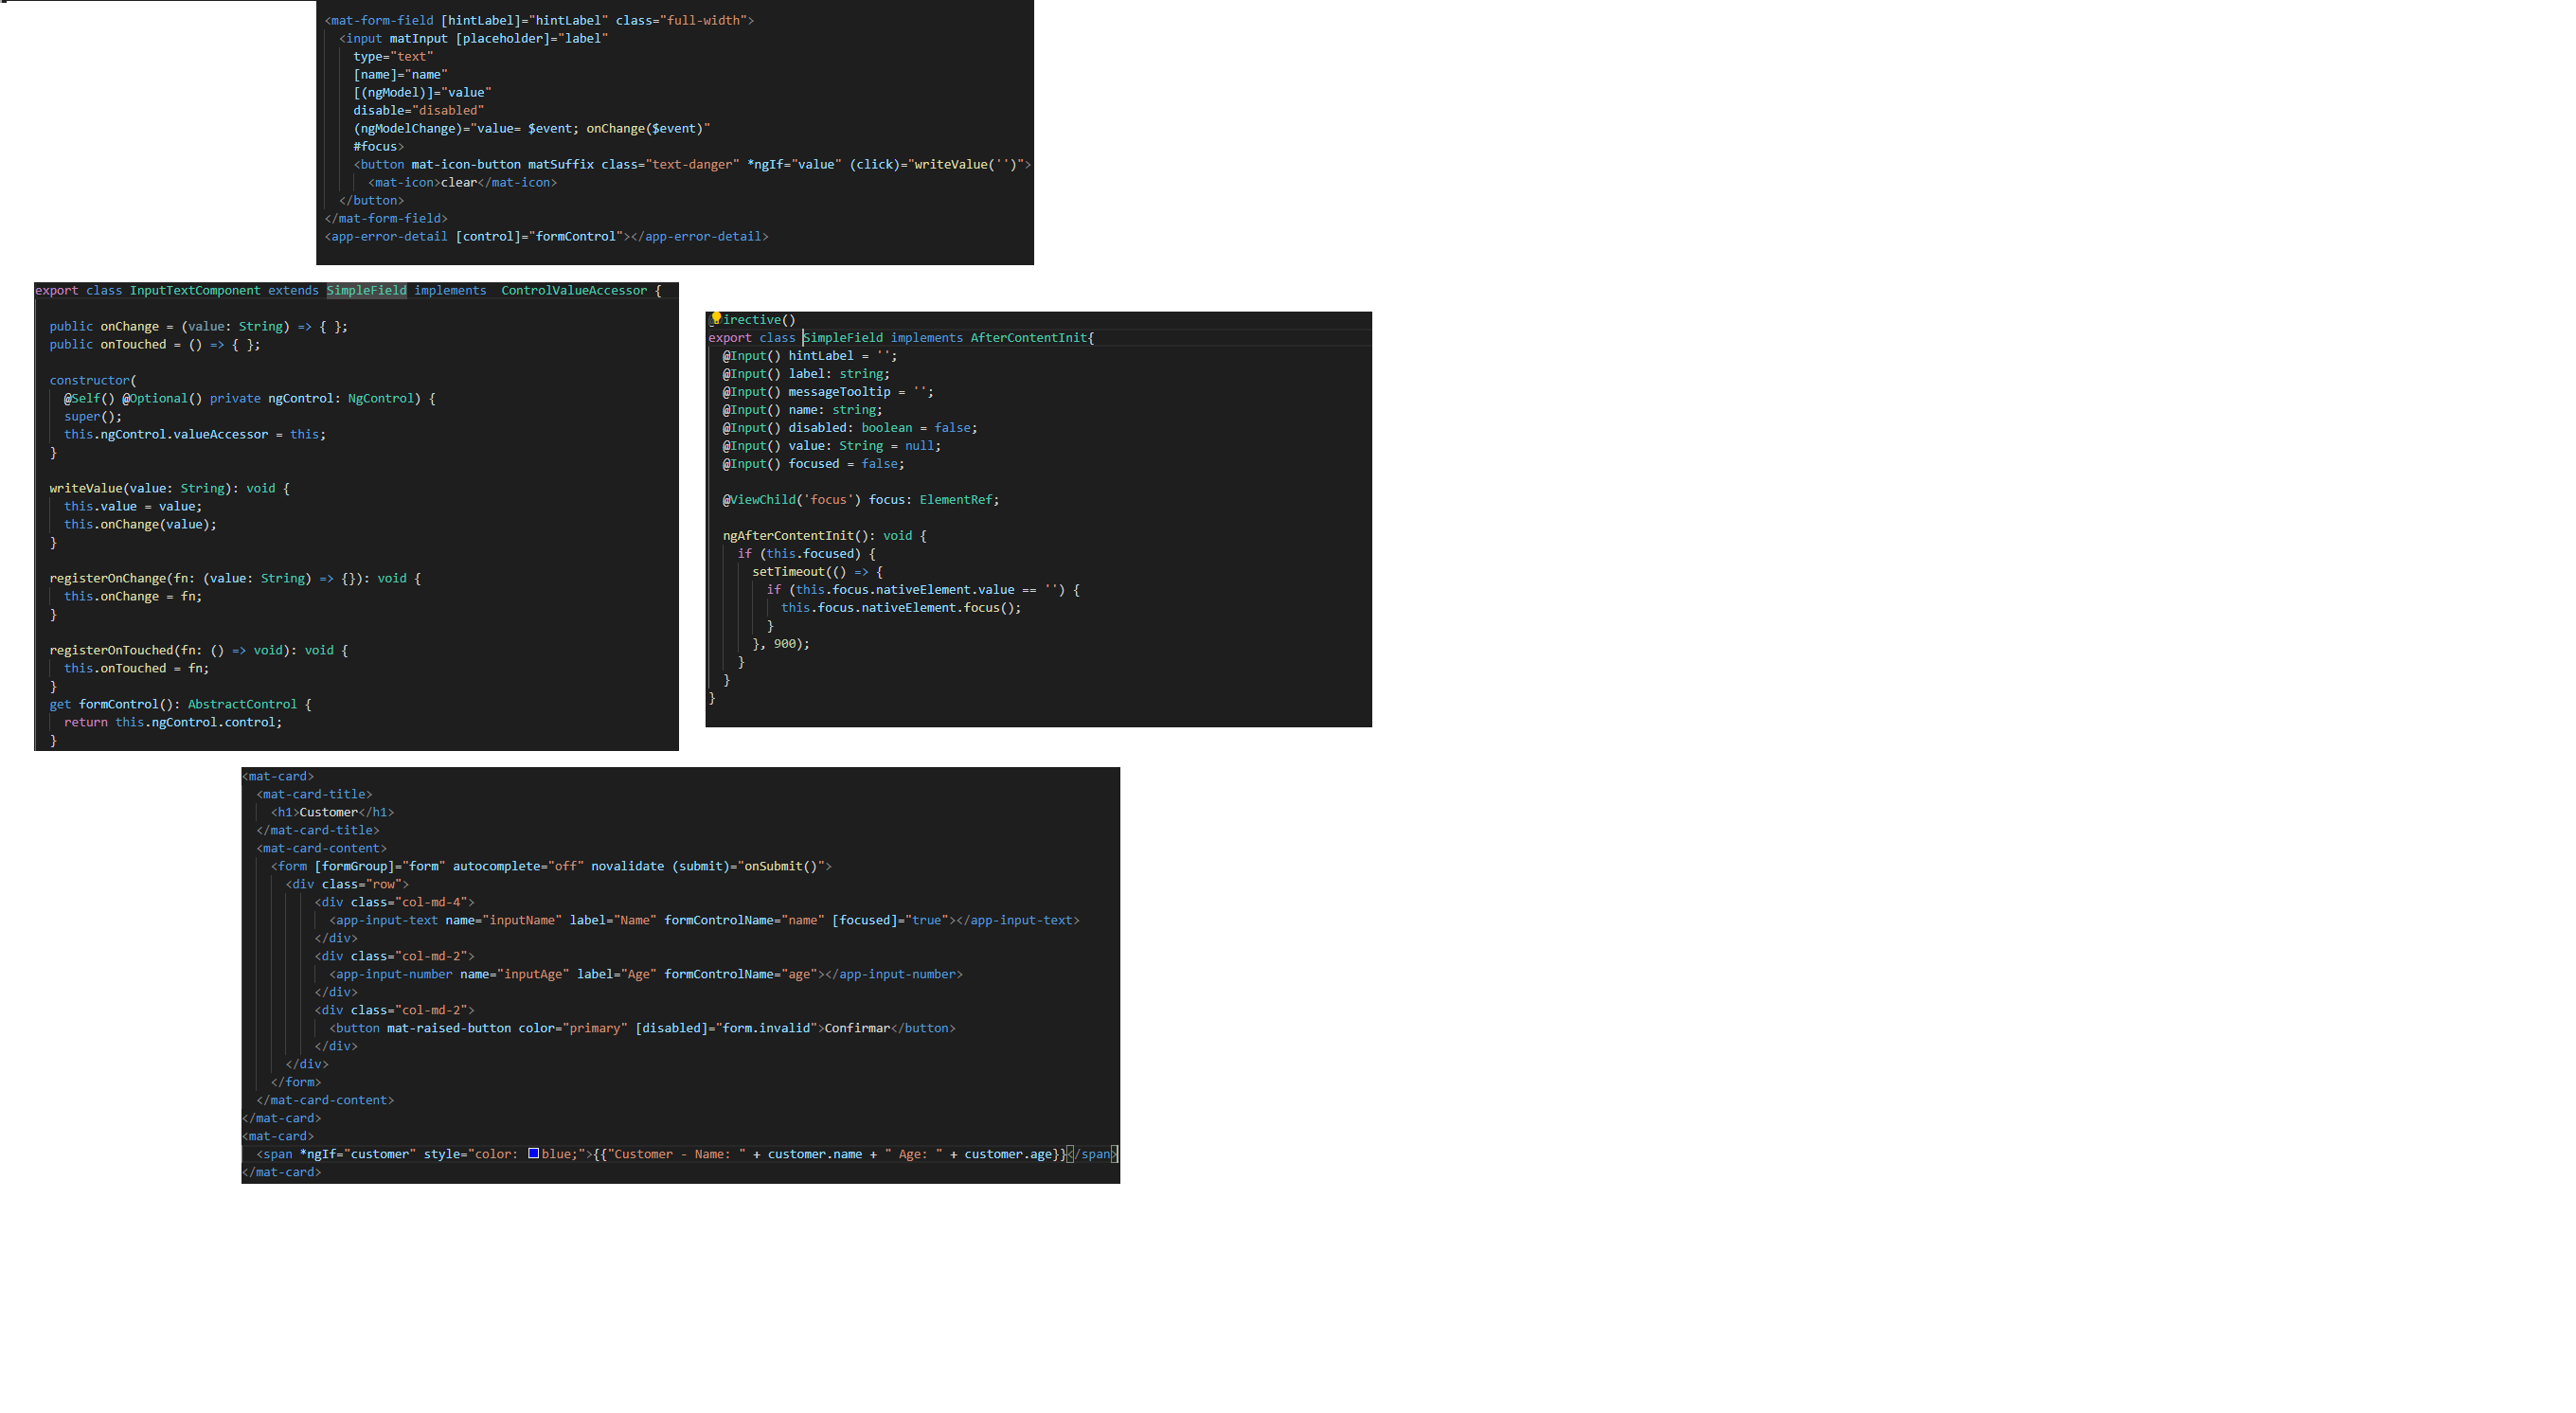 <mat-form-field [hintLabel]="hintLabel" class="full-width">
<input matInput [placeholder]="label"
type="text"
[name]="name"
[(ngModel)]="value"
disable="disabled"
(ngModelChange)="value= $event; onChange($event)"
#focus>
<button mat-icon-button matSuffix class="text-danger" *ngIf="value" (click)="writeValue('')">
<mat-icon>clear</mat-icon>
</button>
</mat-form-field>
<app-error-detail [control]="formControl"></app-error-detail>
export class InputTextComponent extends SimpleField implements  ControlValueAccessor {
public onChange = (value: String) => { };
public onTouched = () => { };
constructor(
@Self() @Optional() private ngControl: NgControl) {
super();
this.ngControl.valueAccessor = this;
}
writeValue(value: String): void {
this.value = value;
this.onChange(value);
}
registerOnChange(fn: (value: String) => {}): void {
this.onChange = fn;
}
registerOnTouched(fn: () => void): void {
this.onTouched = fn;
}
get formControl(): AbstractControl {
return this.ngControl.control;
}
irective()
export class SimpleField implements AfterContentInit{
@Input() hintLabel = '';
@Input() label: string;
@Input() messageTooltip = '';
@Input() name: string;
@Input() disabled: boolean = false;
@Input() value: String = null;
@Input() focused = false;
@ViewChild('focus') focus: ElementRef;
ngAfterContentInit(): void {
if (this.focused) {
setTimeout(() => {
if (this.focus.nativeElement.value == '') {
this.focus.nativeElement.focus();
}
}, 900);
}
}
}
<mat-card>
<mat-card-title>
<h1>Customer</h1>
</mat-card-title>
<mat-card-content>
<form [formGroup]="form" autocomplete="off" novalidate (submit)="onSubmit()">
<div class="row">
<div class="col-md-4">
<app-input-text name="inputName" label="Name" formControlName="name" [focused]="true"></app-input-text>
</div>
<div class="col-md-2">
<app-input-number name="inputAge" label="Age" formControlName="age"></app-input-number>
</div>
<div class="col-md-2">
<button mat-raised-button color="primary" [disabled]="form.invalid">Confirmar</button>
</div>
</div>
</form>
</mat-card-content>
</mat-card>
<mat-card>
<span *ngIf="customer" style="color: blue;">{{"Customer - Name: " + customer.name + " Age: " + customer.age}}</span>
</mat-card>